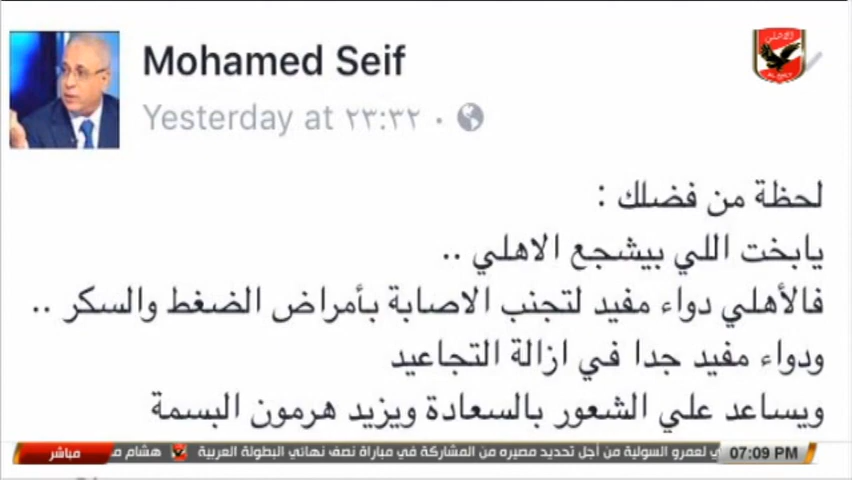 Mohamed Seif
Yesterday at ٢٣:٣٢
لحظة من فضلك :
يابخت اللي بيشجع الاهلي ..
فالأهلي دواء مفيد لتجنب الاصابة بأمراض الضغط والسكر ..
ودواء مفيد جدا في ازالة التجاعيد
ويساعد علي الشعور بالسعادة ويزيد هرمون البسمة
مباشر
لعمرو السولية من أجل تحديد مصيره من المشاركة في مباراة نصف نهائي البطولة العربية
هشام
07:09 PM